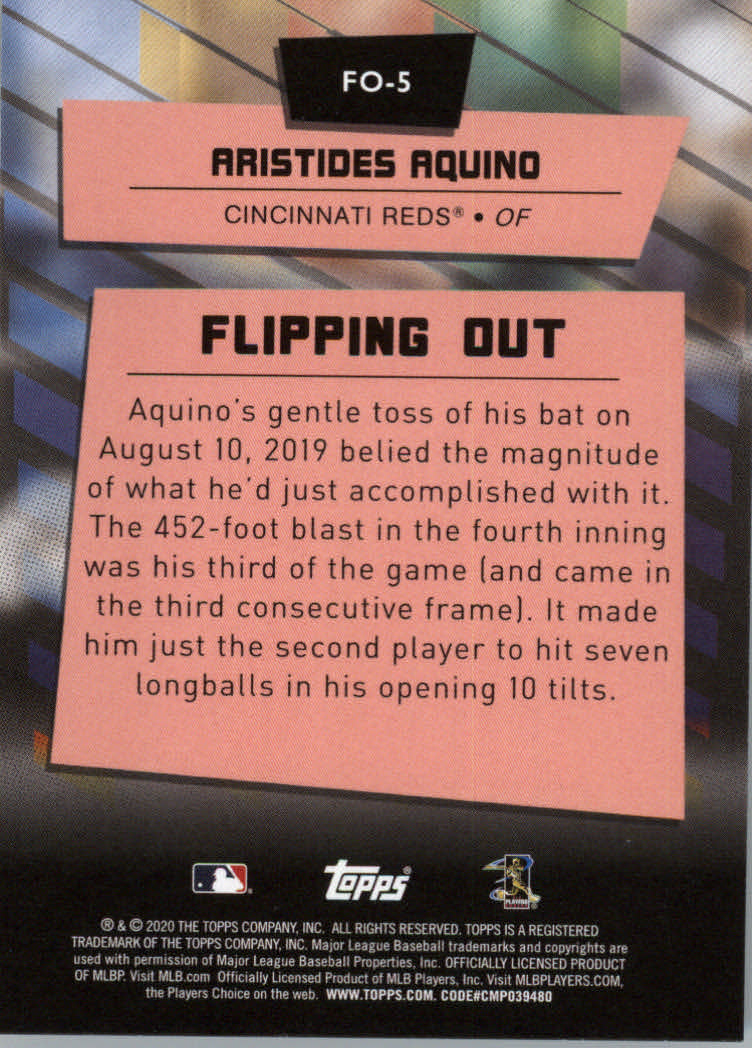 FO-5
ARISTIDES AQUINO
CINCINNATI REDS® • OF
FLIPPING OUT
Aquino's gentle toss of his bat on
August 10, 2019 belied the magnitude
of what he'd just accomplished with it.
The 452-foot blast in the fourth inning
was his third of the game (and came in
the third consecutive frame). It made
him just the second player to hit seven
longballs in his opening 10 tilts.
Topps®
® & © 2020 THE TOPPS COMPANY, INC. ALL RIGHTS RESERVED. TOPPS IS A REGISTERED
TRADEMARK OF THE TOPPS COMPANY, INC. Major League Baseball trademarks and copyrights are
used with permission of Major League Baseball Properties, Inc. OFFICIALLY LICENSED PRODUCT
OF MLBP. Visit MLB.com Officially Licensed Product of MLB Players, Inc. Visit MLBPLAYERS.COM,
the Players Choice on the web. WWW.TOPPS.COM. CODE#CMP039480